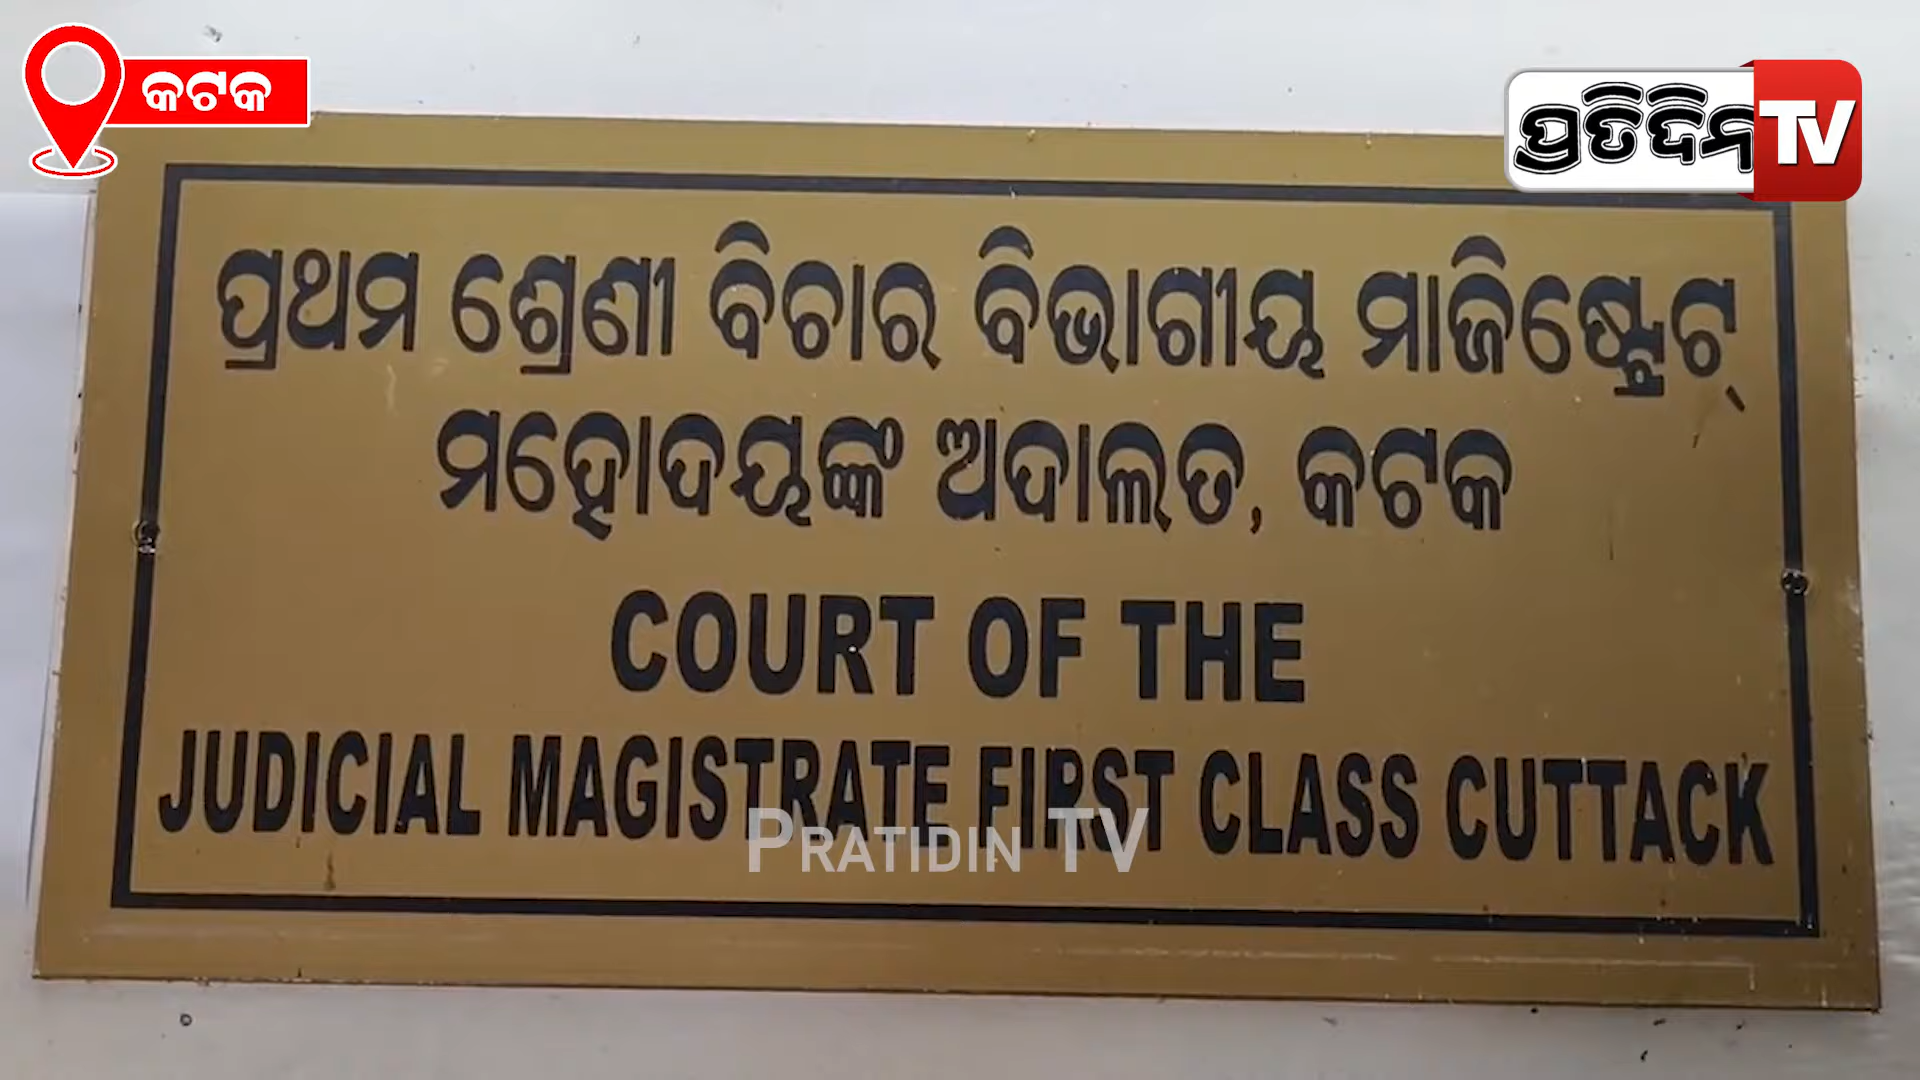 କଟକ
ପ୍ରତିଦିନ TV
ପ୍ରଥମ ଶ୍ରେଣୀ ବିଚାର ବିଭାଗୀୟ ମାଜିଷ୍ଟ୍ରେଟ୍
ମହୋଦୟଙ୍କ ଅଦାଲତ, କଟକ
COURT OF THE
JUDICIAL MAGISTRATE FIRST CLASS CUTTACK
PRATIDIN TV